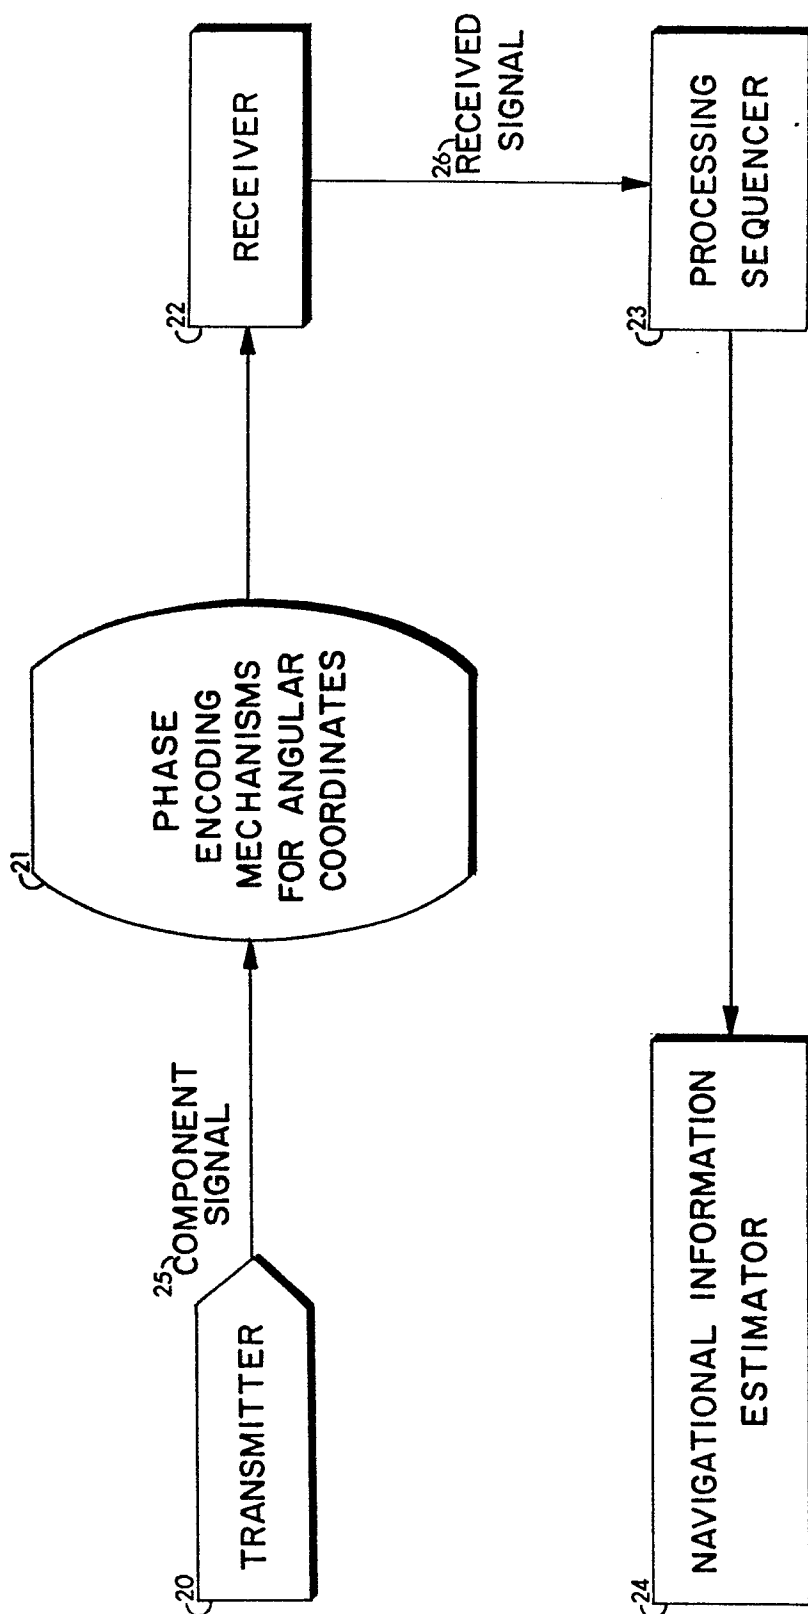 20
TRANSMITTER
25
COMPONENT
SIGNAL
21
PHASE
ENCODING
MECHANISMS
FOR ANGULAR
COORDINATES
22
RECEIVER
26
RECEIVED
SIGNAL
23
PROCESSING
SEQUENCER
24
NAVIGATIONAL INFORMATION
ESTIMATOR